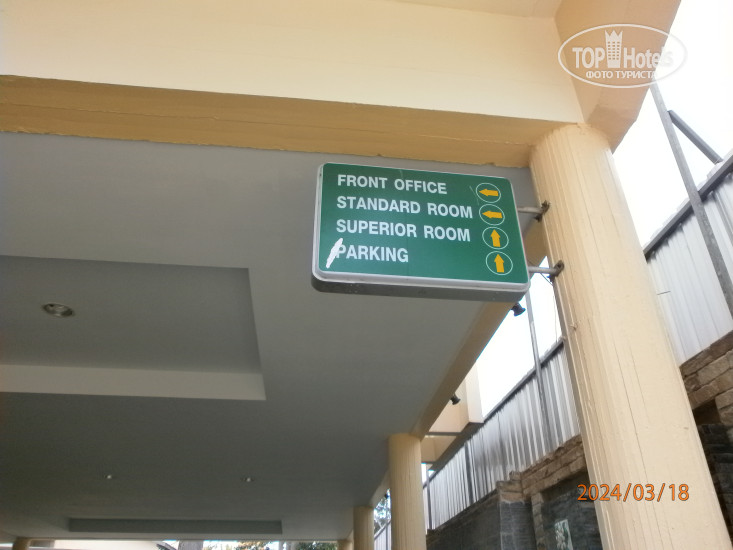 TOP Hotels
ФОТО ТУРИСТА
FRONT OFFICE
STANDARD ROOM
SUPERIOR ROOM
PARKING
2024/03/18